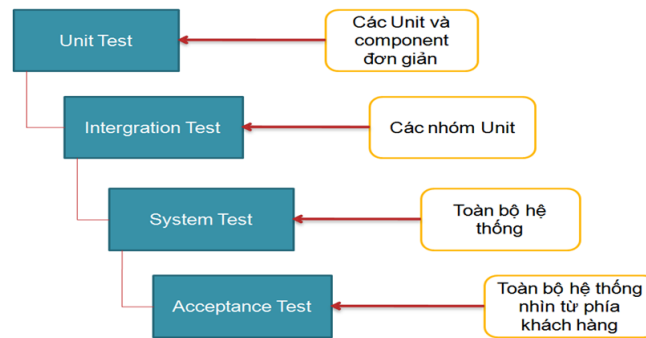 Unit Test
Các Unit và
component
đơn giản
Intergration Test
Các nhóm Unit
System Test
Toàn bộ hệ
thống
Acceptance Test
Toàn bộ hệ thống
nhìn từ phía
khách hàng